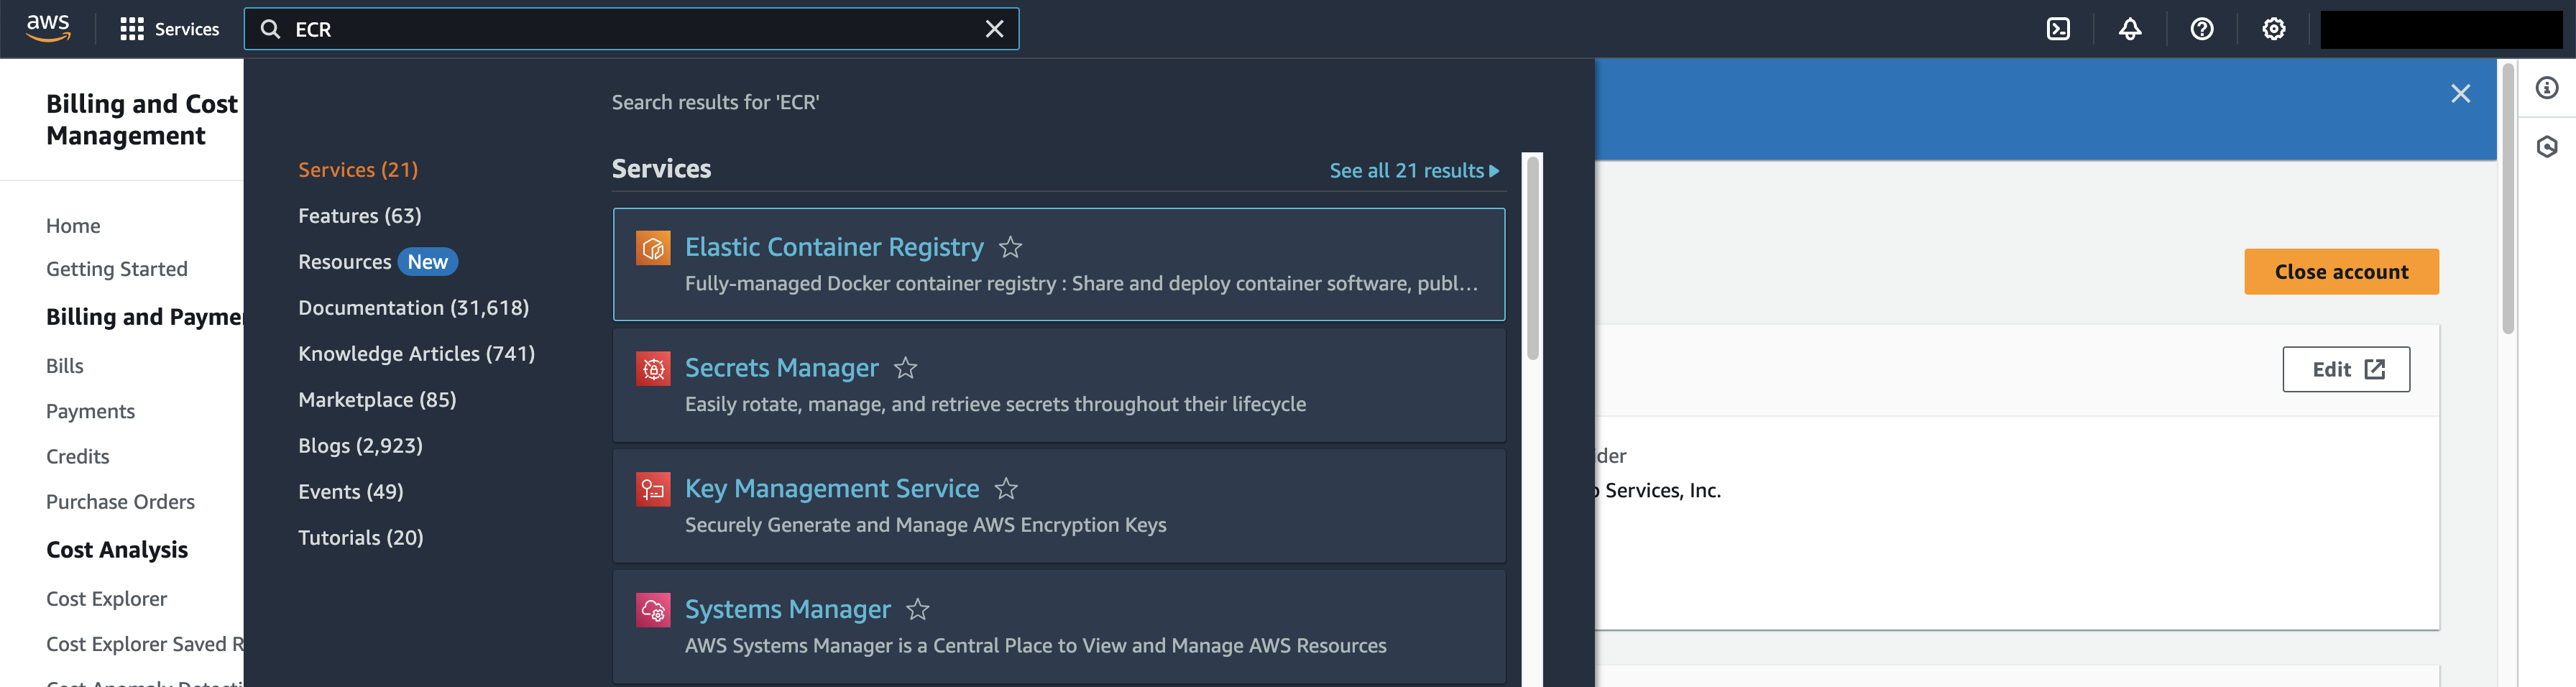 aws
Services
ECR
Billing and Cost
Management
Home
Getting Started
Billing and Payme
Bills
Payments
Credits
Purchase Orders
Cost Analysis
Cost Explorer
Cost Explorer Saved R
Search results for 'ECR'
Services (21)
Features (63)
Resources New
Documentation (31,618)
Knowledge Articles (741)
Marketplace (85)
Blogs (2,923)
Events (49)
Tutorials (20)
Services
See all 21 results
Elastic Container Registry
Fully-managed Docker container registry : Share and deploy container software, publ...
Secrets Manager
Easily rotate, manage, and retrieve secrets throughout their lifecycle
Key Management Service
Securely Generate and Manage AWS Encryption Keys
Systems Manager
AWS Systems Manager is a Central Place to View and Manage AWS Resources
Close account
Edit
der
Services, Inc.